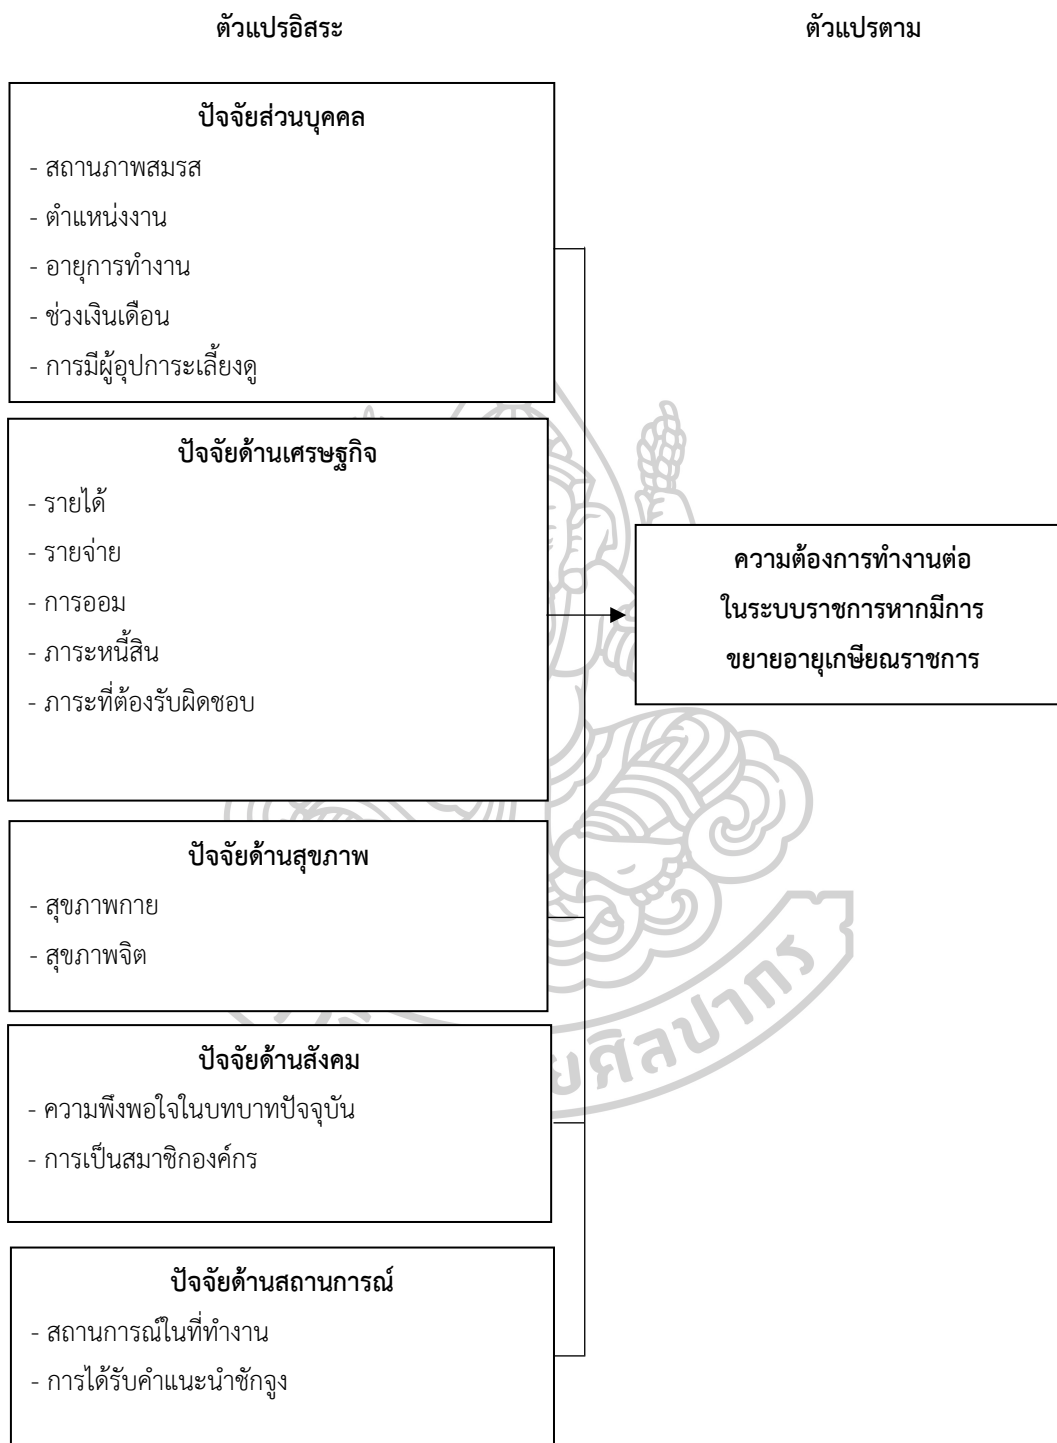 ตัวแปรอิสระ
ตัวแปรตาม
ปัจจัยส่วนบุคคล
- สถานภาพสมรส
- ตำแหน่งงาน
- อายุการทำงาน
- ช่วงเงินเดือน
- การมีผู้อุปการะเลี้ยงดู
ปัจจัยด้านเศรษฐกิจ
- รายได้
- รายจ่าย
- การออม
- ภาระหนี้สิน
- ภาระที่ต้องรับผิดชอบ
ความต้องการทำงานต่อ
ในระบบราชการหากมีการ
ขยายอายุเกษียณราชการ
ปัจจัยด้านสุขภาพ
- สุขภาพกาย
- สุขภาพจิต
ปัจจัยด้านสังคม
- ความพึงพอใจในบทบาทปัจจุบัน
- การเป็นสมาชิกองค์กร
ปัจจัยด้านสถานการณ์
- สถานการณ์ในที่ทำงาน
- การได้รับคำแนะนำชักจูง
ยศิลปากร